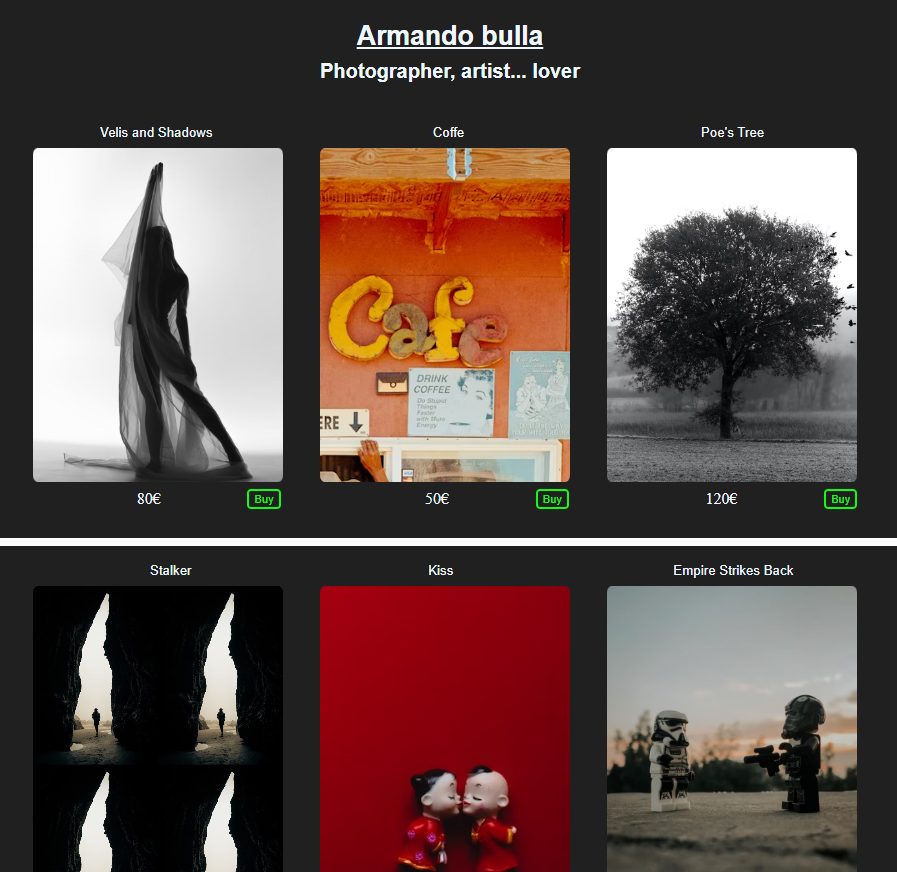 Armando bulla
Photographer, artist... lover
Velis and Shadows
Coffe
Poe's Tree
Cafe
DRINK
COFFEE
Do Stupid
Things
Faster
with More
Energy
ERE
80€
Buy
50€
Buy
120€
Buy
Stalker
Kiss
Empire Strikes Back